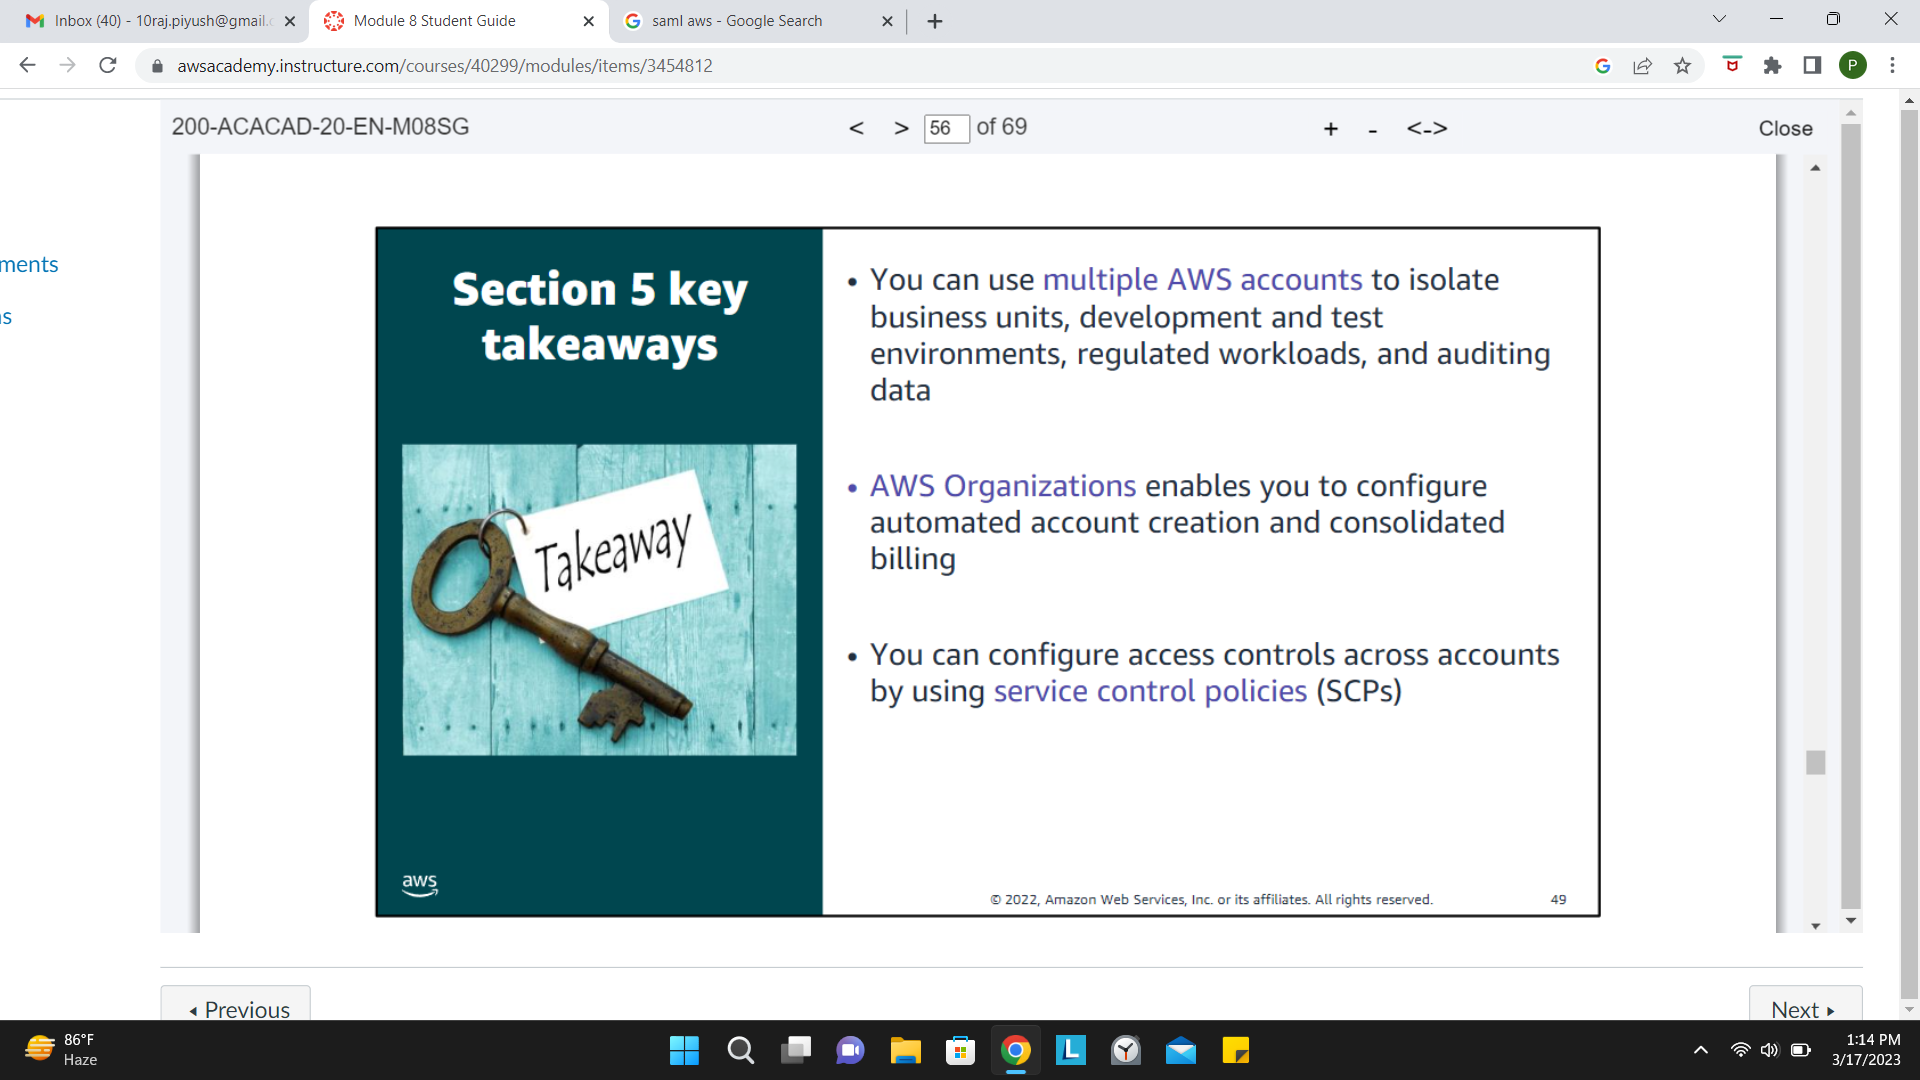 Inbox (40) - 10raj.piyush@gmail.c
Module 8 Student Guide
saml aws - Google Search
awsacademy.instructure.com/courses/40299/modules/items/3454812
P
200-ACACAD-20-EN-M08SG
< > 56 of 69
+ - <-> Close
ments
s
Section 5 key
takeaways
Takeaway
aws
• You can use multiple AWS accounts to isolate
business units, development and test
environments, regulated workloads, and auditing
data
• AWS Organizations enables you to configure
automated account creation and consolidated
billing
• You can configure access controls across accounts
by using service control policies (SCPs)
© 2022, Amazon Web Services, Inc. or its affiliates. All rights reserved.
49
Previous
Next
86°F
Haze
L
1:14 PM
3/17/2023